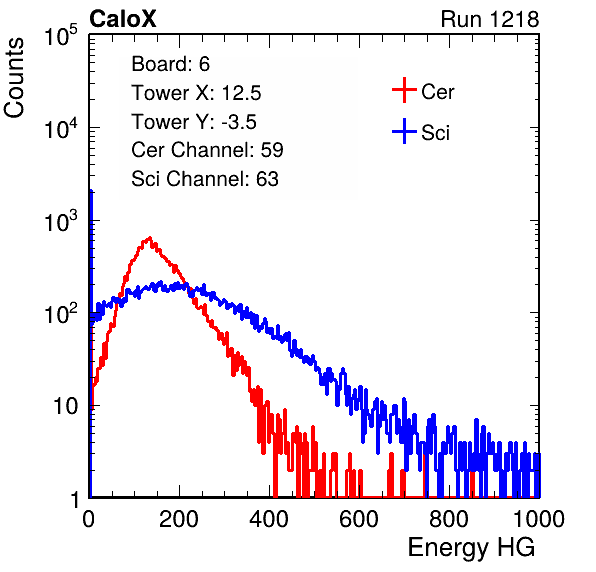 CaloX Run 1218
Counts
Board: 6
Tower X: 12.5
Tower Y: -3.5
Cer Channel: 59
Sci Channel: 63
Cer
Sci
10^5
10^4
10^3
10^2
10
1
0 200 400 600 800 1000
Energy HG